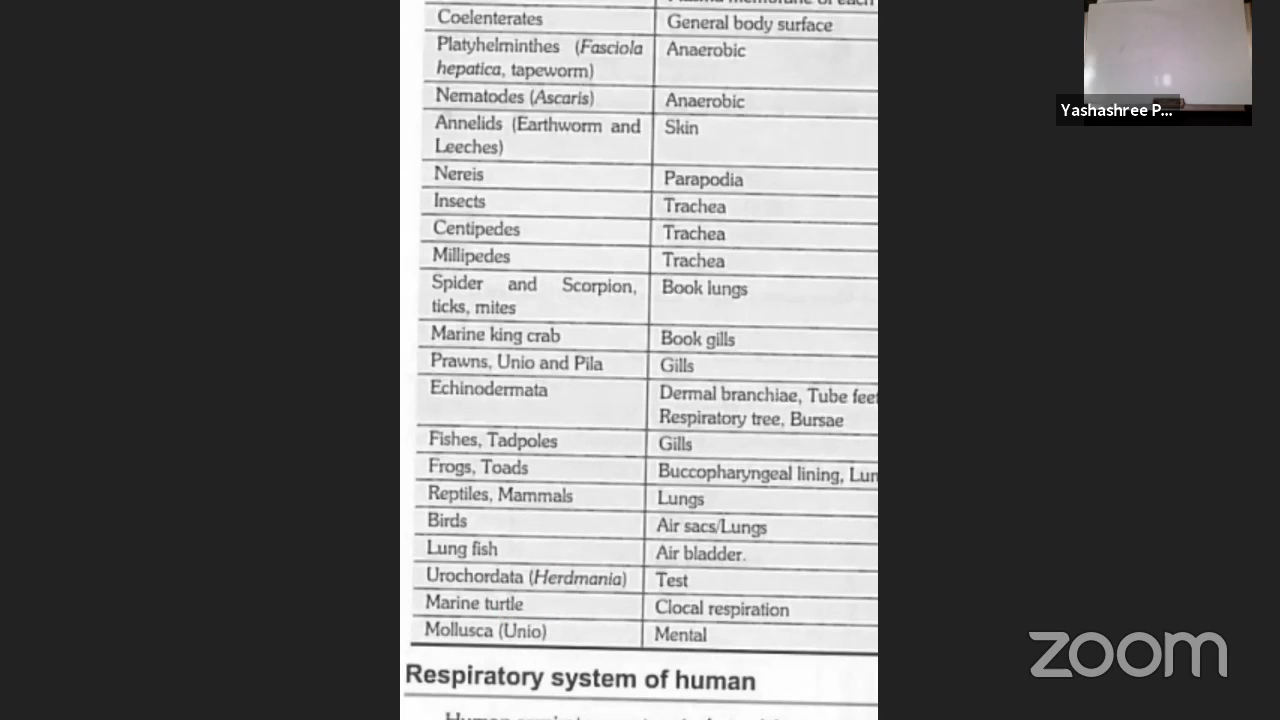 Coelenterates General body surface
Platyhelminthes (Fasciola Anaerobic
hepatica, tapeworm)
Nematodes (Ascaris) Anaerobic
Annelids (Earthworm and Skin
Leeches)
Nereis Parapodia
Insects Trachea
Centipedes Trachea
Millipedes Trachea
Spider and Scorpion, Book lungs
ticks, mites
Marine king crab Book gills
Prawns, Unio and Pila Gills
Echinodermata Dermal branchiae, Tube feet
Respiratory tree, Bursae
Fishes, Tadpoles Gills
Frogs, Toads Buccopharyngeal lining, Lun
Reptiles, Mammals Lungs
Birds Air sacs/Lungs
Lung fish Air bladder.
Urochordata (Herdmania) Test
Marine turtle Clocal respiration
Mollusca (Unio) Mental
Respiratory system of human
Yashashree P...
zoom